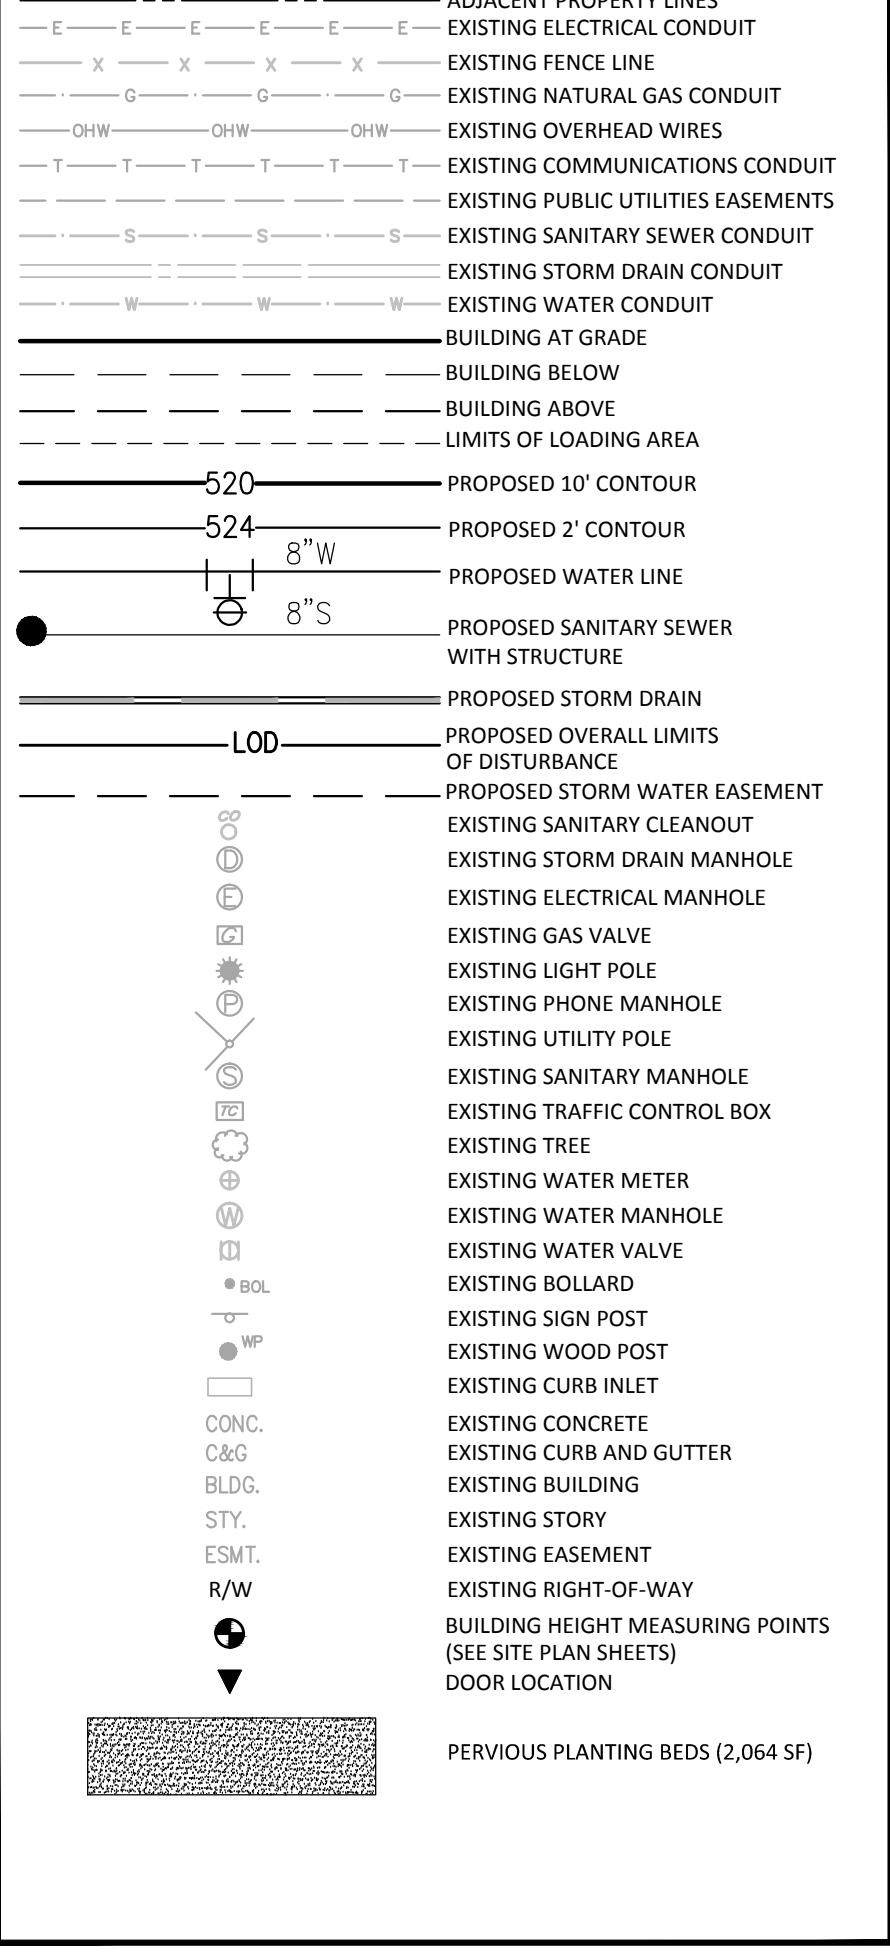 ADJACENT PROPERTY LINES
E E E E E E EXISTING ELECTRICAL CONDUIT
X X X X EXISTING FENCE LINE
G G G EXISTING NATURAL GAS CONDUIT
OHW OHW OHW EXISTING OVERHEAD WIRES
T T T T T T EXISTING COMMUNICATIONS CONDUIT
EXISTING PUBLIC UTILITIES EASEMENTS
S S S EXISTING SANITARY SEWER CONDUIT
EXISTING STORM DRAIN CONDUIT
W W W EXISTING WATER CONDUIT
BUILDING AT GRADE
BUILDING BELOW
BUILDING ABOVE
LIMITS OF LOADING AREA
520 PROPOSED 10' CONTOUR
524 PROPOSED 2' CONTOUR
8"W
PROPOSED WATER LINE
8"S
PROPOSED SANITARY SEWER
WITH STRUCTURE
PROPOSED STORM DRAIN
LOD PROPOSED OVERALL LIMITS
OF DISTURBANCE
PROPOSED STORM WATER EASEMENT
CO EXISTING SANITARY CLEANOUT
D EXISTING STORM DRAIN MANHOLE
E EXISTING ELECTRICAL MANHOLE
G EXISTING GAS VALVE
EXISTING LIGHT POLE
P EXISTING PHONE MANHOLE
EXISTING UTILITY POLE
S EXISTING SANITARY MANHOLE
TC EXISTING TRAFFIC CONTROL BOX
EXISTING TREE
EXISTING WATER METER
W EXISTING WATER MANHOLE
EXISTING WATER VALVE
BOL EXISTING BOLLARD
EXISTING SIGN POST
WP EXISTING WOOD POST
EXISTING CURB INLET
CONC. EXISTING CONCRETE
C&G EXISTING CURB AND GUTTER
BLDG. EXISTING BUILDING
STY. EXISTING STORY
ESMT. EXISTING EASEMENT
R/W EXISTING RIGHT-OF-WAY
BUILDING HEIGHT MEASURING POINTS
(SEE SITE PLAN SHEETS)
DOOR LOCATION
PERVIOUS PLANTING BEDS (2,064 SF)